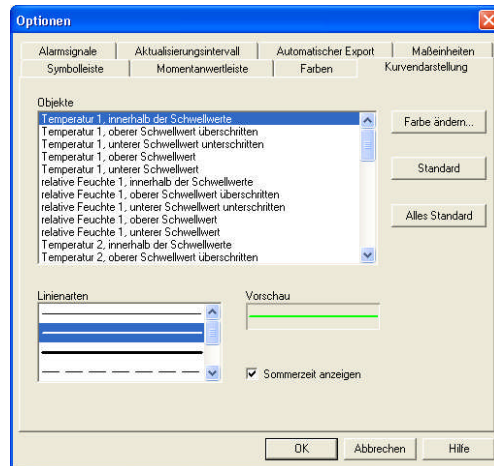 Optionen
Alarmsignale
Aktualisierungsintervall
Automatischer Export
Maßeinheiten
Symbolleiste
Momentanwertleiste
Farben
Kurvendarstellung
Objekte
Temperatur 1, innerhalb der Schwellwerte
Temperatur 1, oberer Schwellwert überschritten
Temperatur 1, unterer Schwellwert unterschritten
Temperatur 1, oberer Schwellwert
Temperatur 1, unterer Schwellwert
relative Feuchte 1, innerhalb der Schwellwerte
relative Feuchte 1, oberer Schwellwert überschritten
relative Feuchte 1, unterer Schwellwert unterschritten
relative Feuchte 1, oberer Schwellwert
relative Feuchte 1, unterer Schwellwert
Temperatur 2, innerhalb der Schwellwerte
Temperatur 2, oberer Schwellwert überschritten
Farbe ändern...
Standard
Alles Standard
Linienarten
Vorschau
Sommerzeit anzeigen
OK
Abbrechen
Hilfe